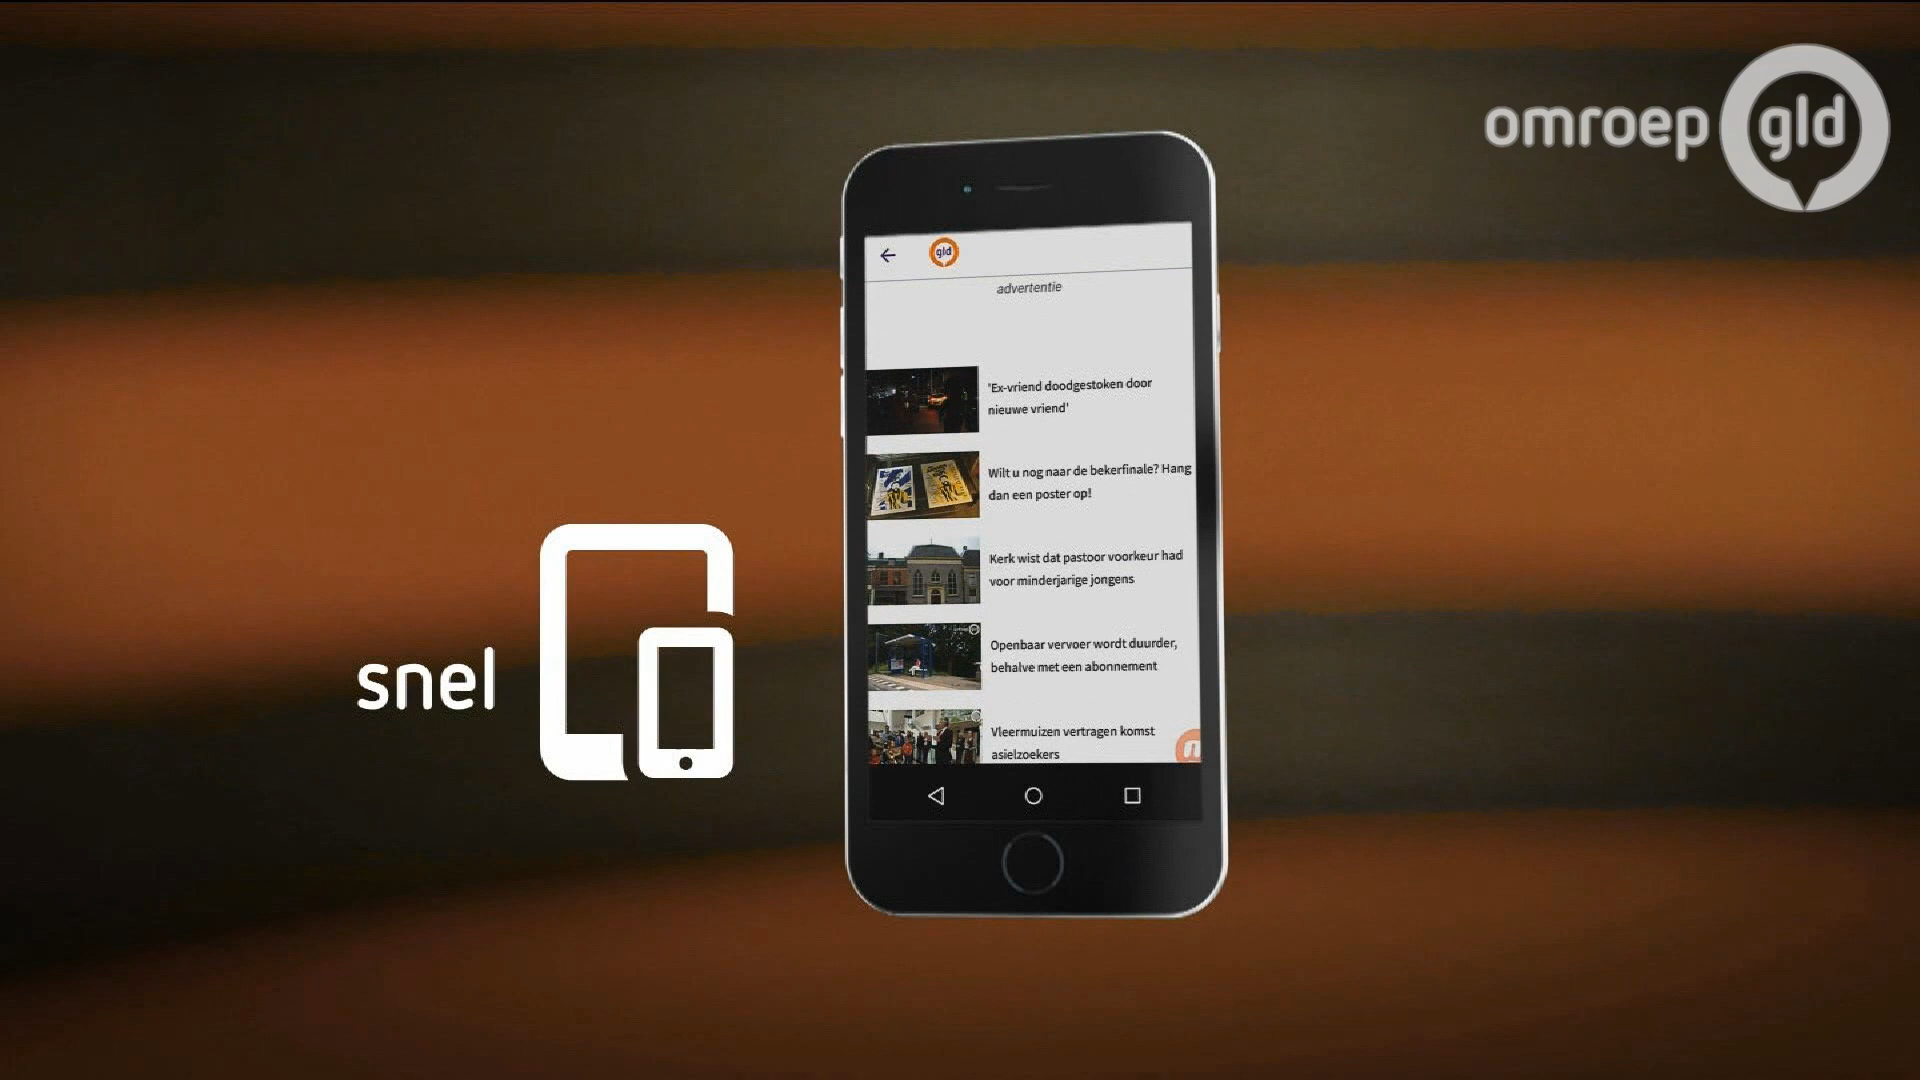 omroep gld
gld
advertentie
'Ex-vriend doodgestoken door
nieuwe vriend'
Wilt u nog naar de bekerfinale? Hang
dan een poster op!
Kerk wist dat pastoor voorkeur had
voor minderjarige jongens
Openbaar vervoer wordt duurder,
behalve met een abonnement
Vleermuizen vertragen komst
asielzoekers
snel